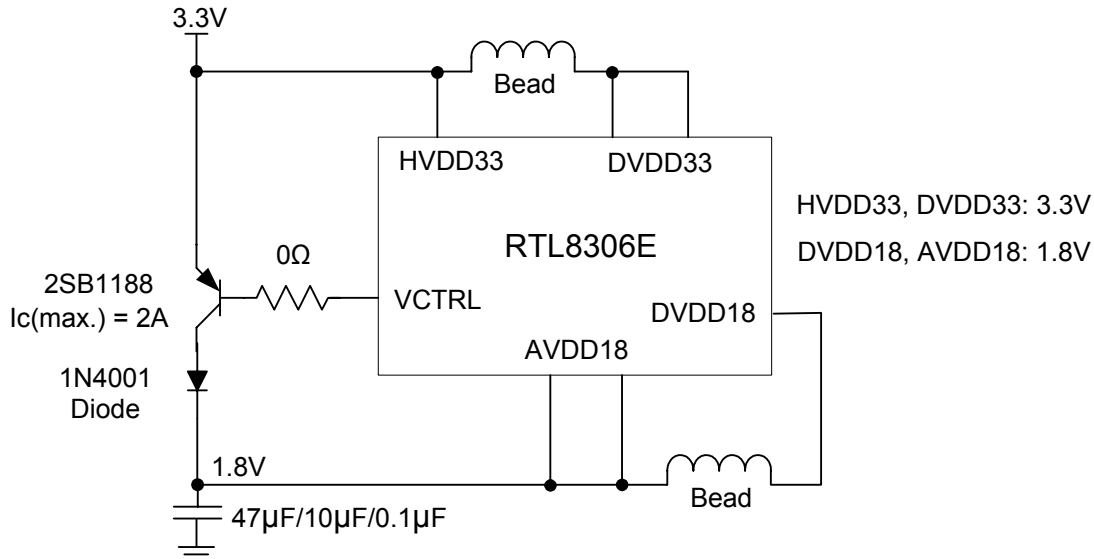 3.3V
Bead
HVDD33
DVDD33
HVDD33, DVDD33: 3.3V
RTL8306E
DVDD18, AVDD18: 1.8V
0Ω
2SB1188
Ic(max.) = 2A
VCTRL
DVDD18
AVDD18
1N4001
Diode
1.8V
Bead
47µF/10µF/0.1µF